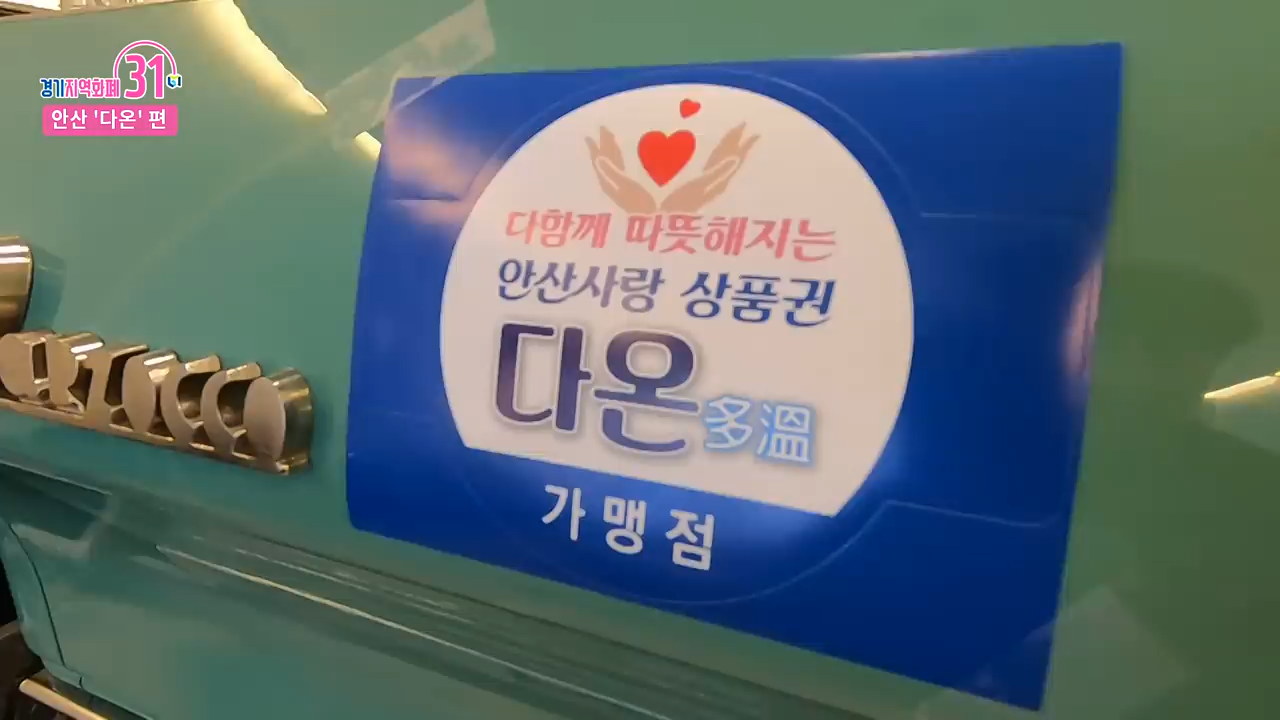 경기지역화폐 31
안산 '다온' 편
다함께 따뜻해지는
안산사랑 상품권
다온 多溫
가맹점